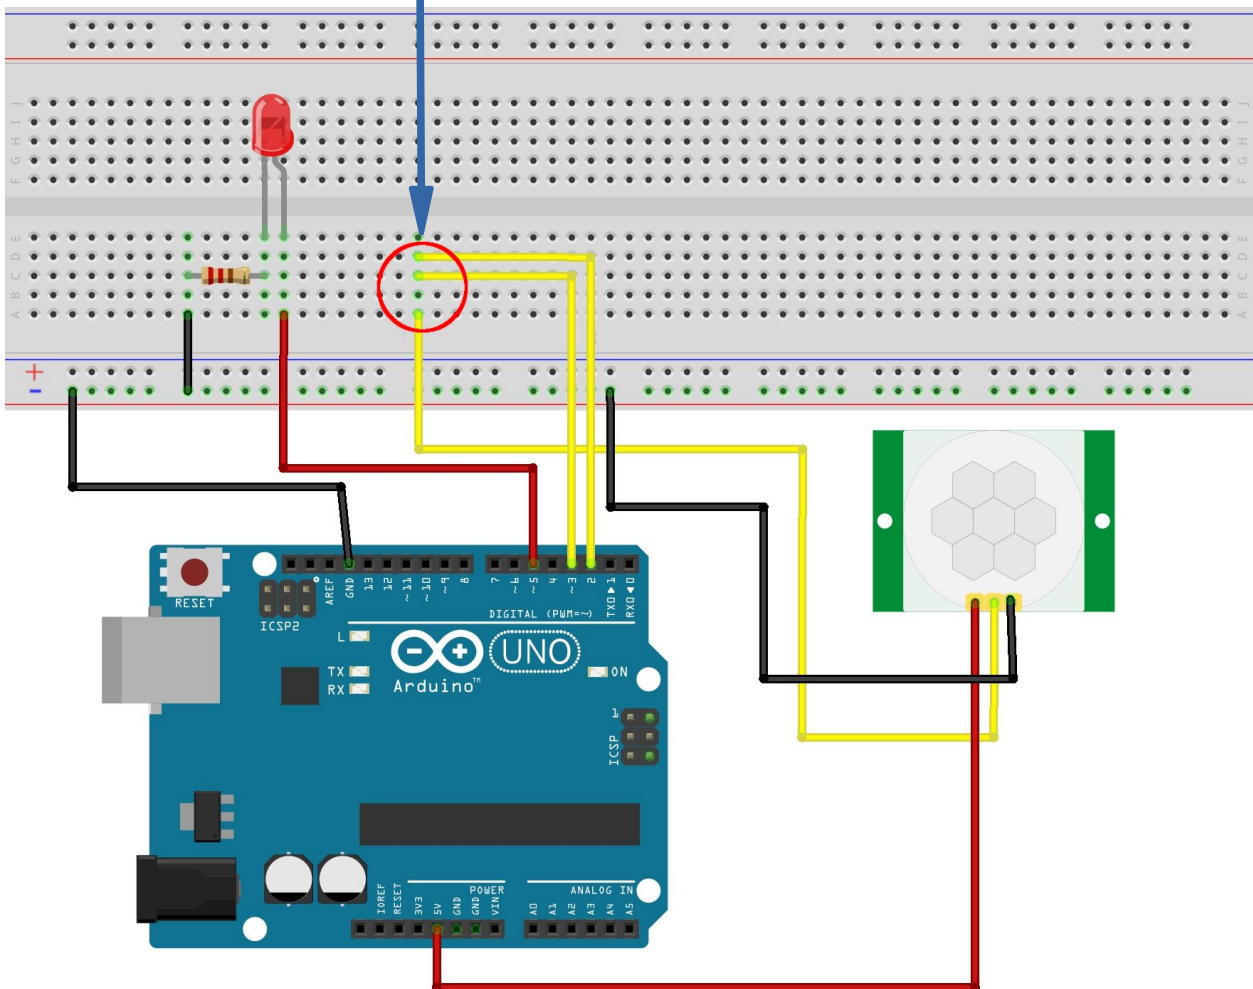 J
I
H
G
F
J
I
H
G
F
E
D
C
B
A
E
D
C
B
A
+
-
RESET
ICSP2
AREF
GND
13
12
~11
~10
~9
8
7
~6
~5
4
~3
2
TX0▶1
RX0◀0
DIGITAL (PWM=~)
L
TX
RX
UNO
Arduino™
ON
1
ICSP
POWER
ANALOG IN
IOREF
RESET
3V3
5V
GND
GND
VIN
A0
A1
A2
A3
A4
A5